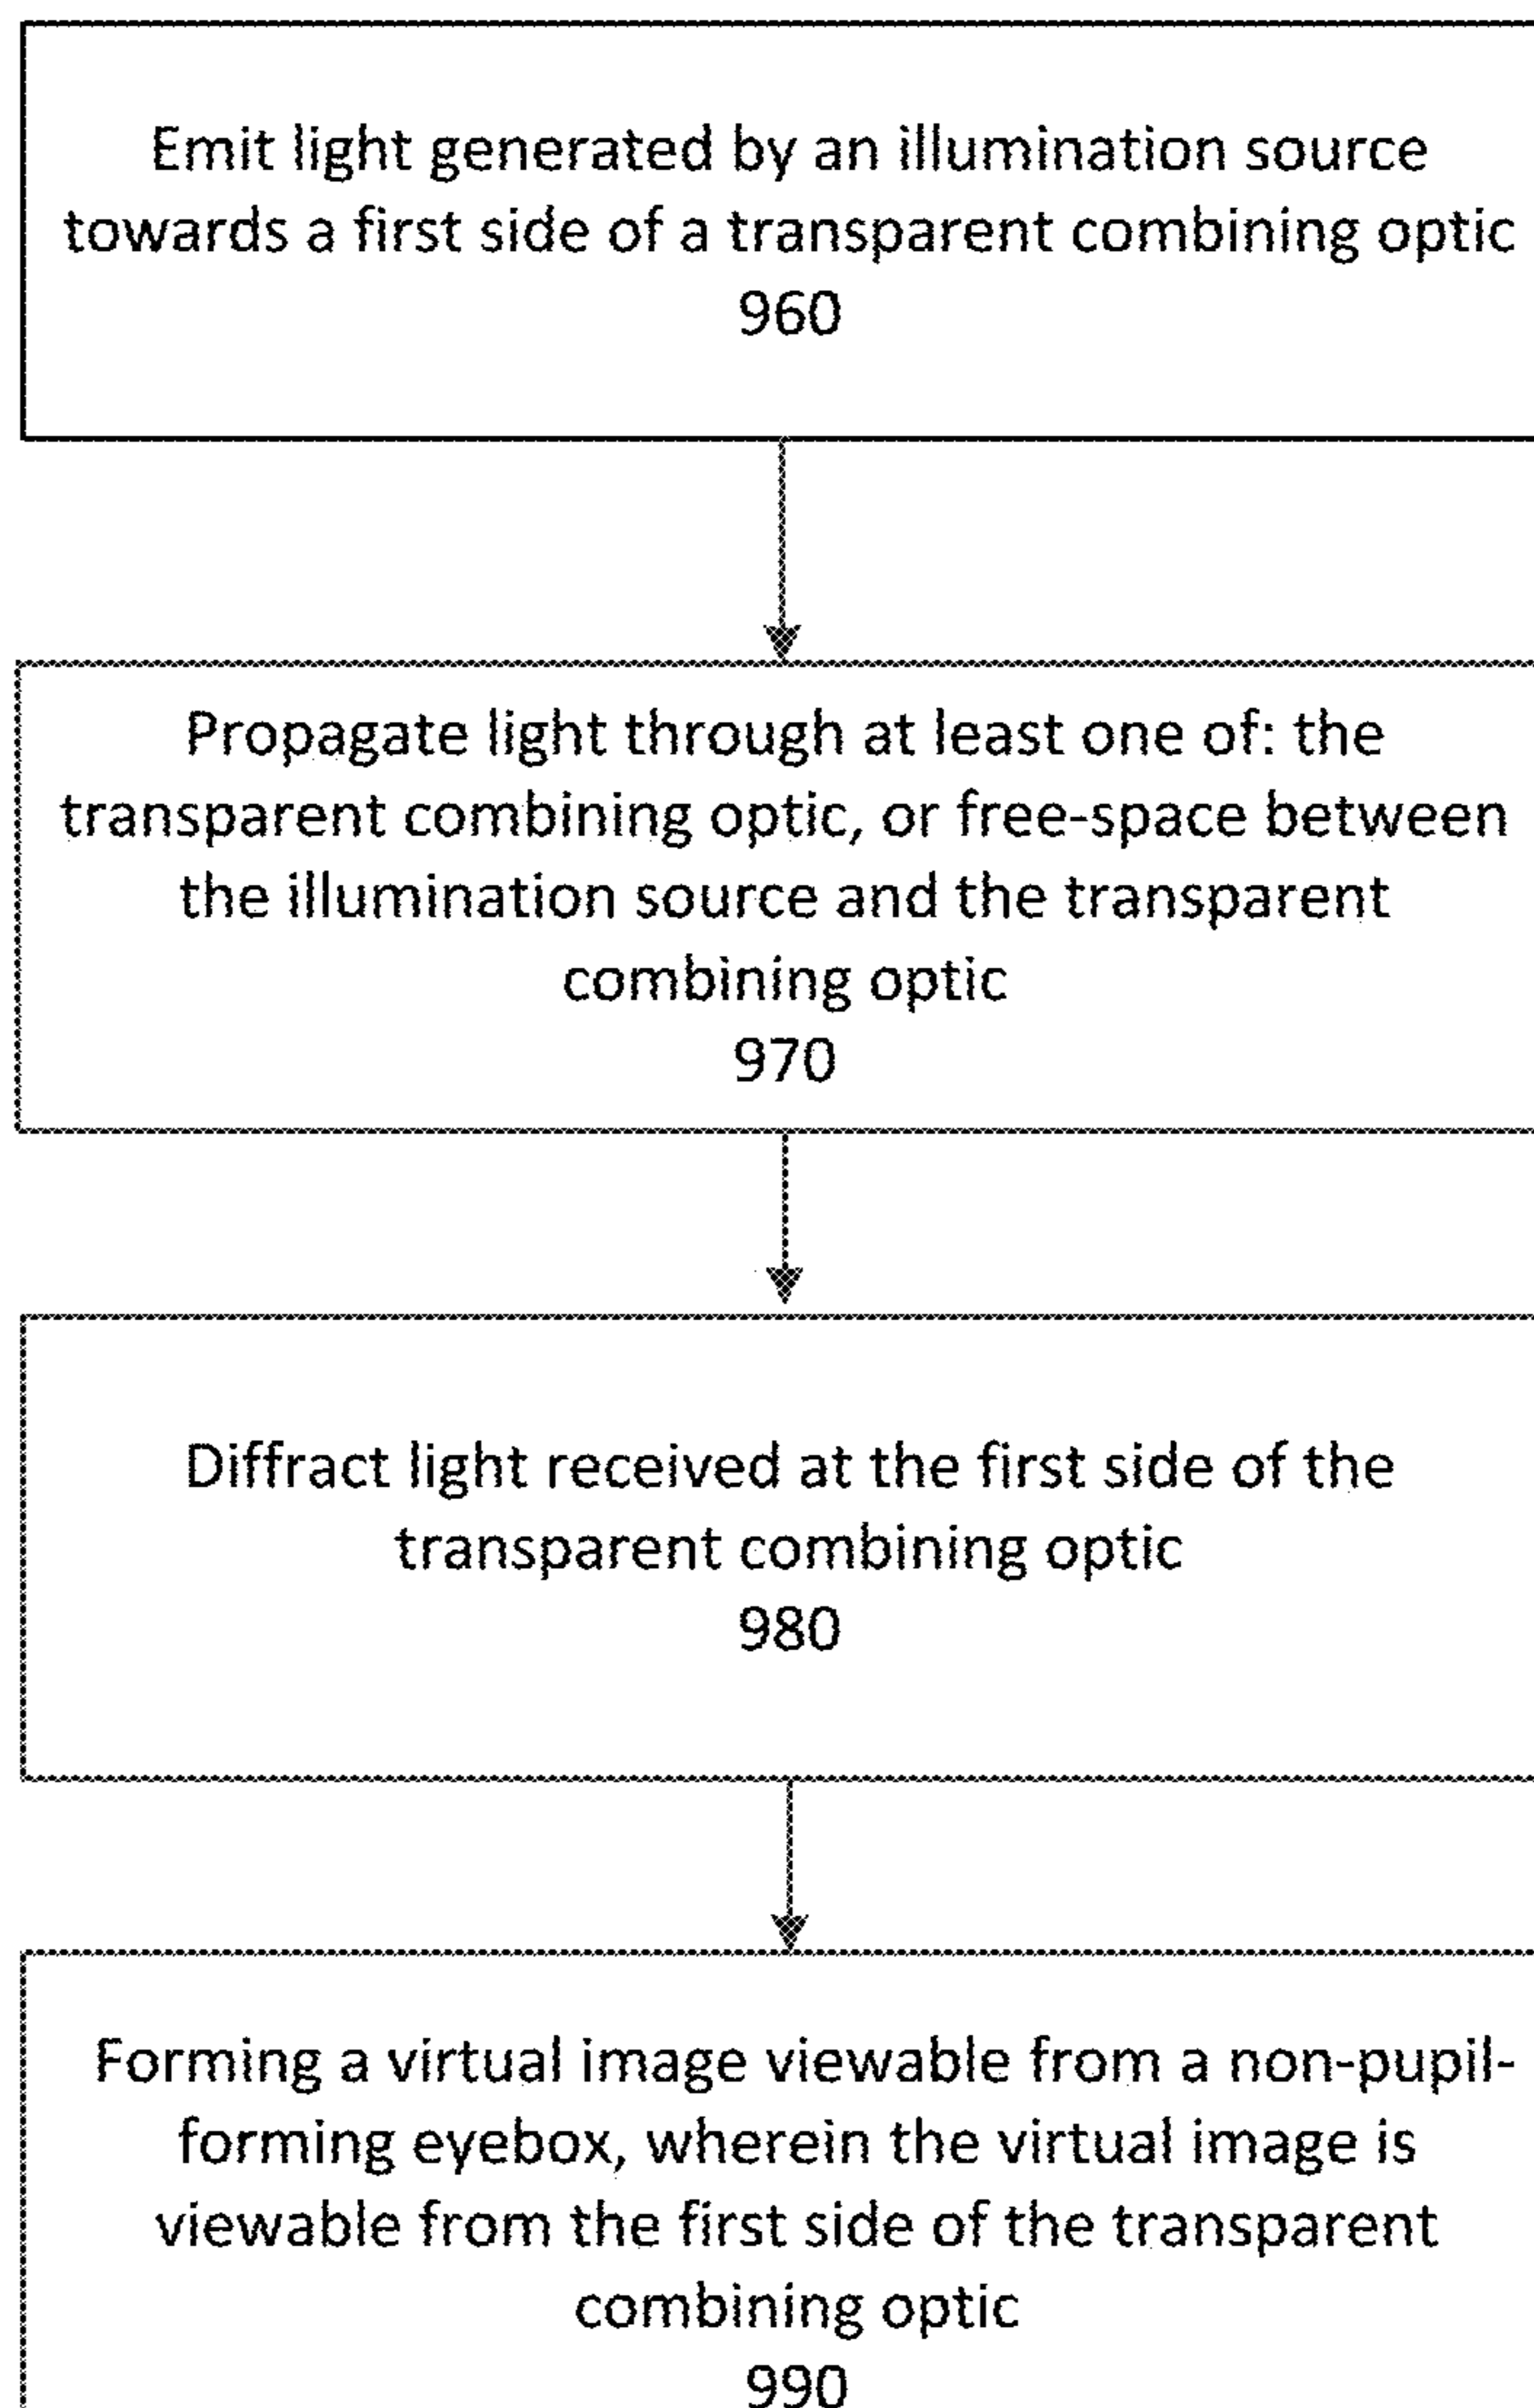 Emit light generated by an illumination source
towards a first side of a transparent combining optic
960
Propagate light through at least one of: the
transparent combining optic, or free-space between
the illumination source and the transparent
combining optic
970
Diffract light received at the first side of the
transparent combining optic
980
Forming a virtual image viewable from a non-pupil-
forming eyebox, wherein the virtual image is
viewable from the first side of the transparent
combining optic
990